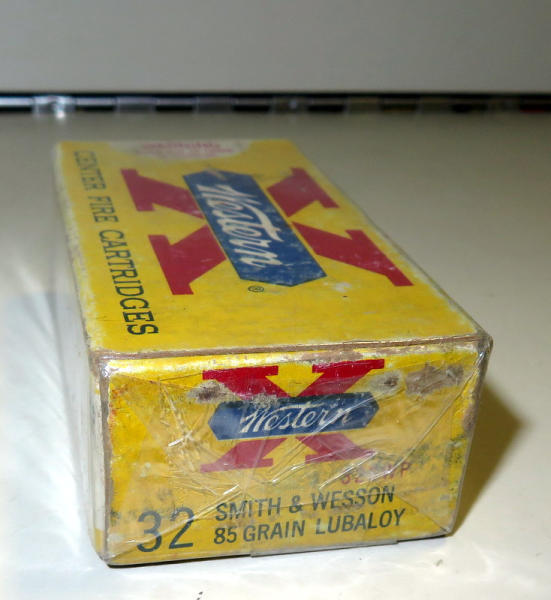 CENTER FIRE CARTRIDGES
X
Western
®
X
Western
32
SMITH & WESSON
85 GRAIN LUBALOY